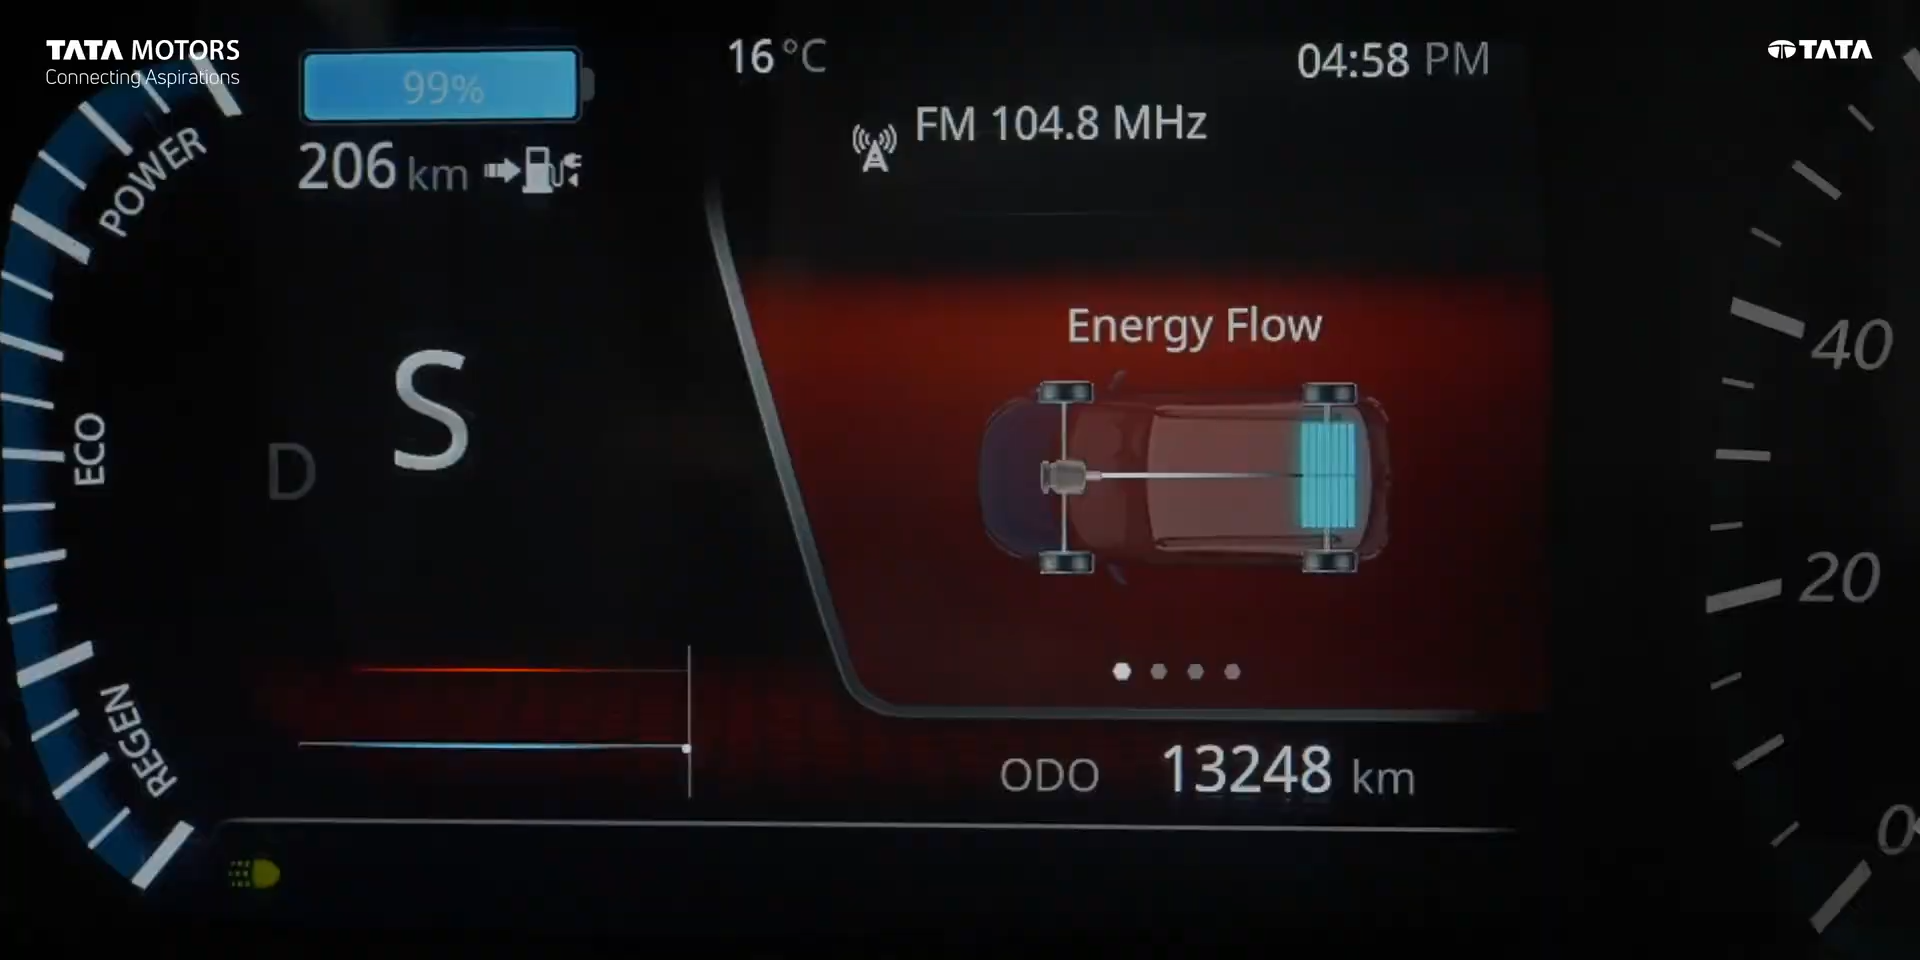 TATA MOTORS
Connecting Aspirations
TATA
99%
206 km
16 °C
04:58 PM
FM 104.8 MHz
POWER
ECO
REGEN
D
S
Energy Flow
ODO 13248 km
40
20
0